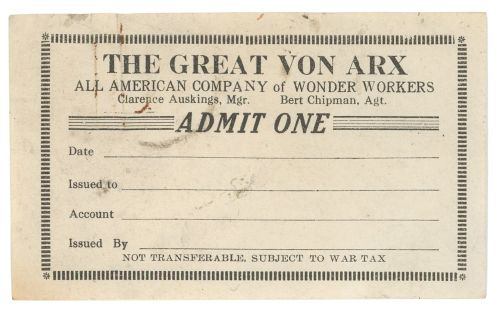 THE GREAT VON ARX
ALL AMERICAN COMPANY of WONDER WORKERS
Clarence Auskings, Mgr. Bert Chipman, Agt.
ADMIT ONE
Date
Issued to
Account
Issued By
NOT TRANSFERABLE, SUBJECT TO WAR TAX